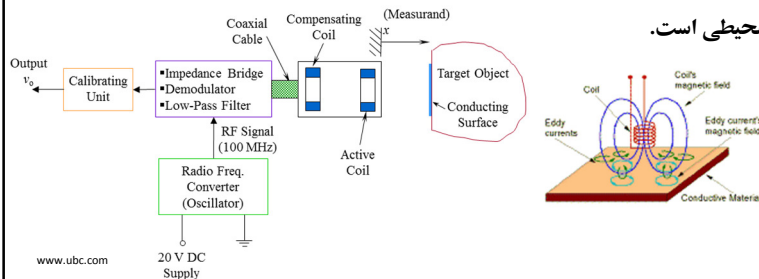 حیطی است.
(Measurand)
x
Coaxial
Cable
Compensating
Coil
Output
vo
Calibrating
Unit
▪Impedance Bridge
▪Demodulator
▪Low-Pass Filter
Target Object
Conducting
Surface
RF Signal
(100 MHz)
Active
Coil
Radio Freq.
Converter
(Oscillator)
20 V DC
Supply
www.ubc.com
Coil
Coil's
magnetic field
Eddy
currents
Eddy current's
magnetic field
Conductive Material